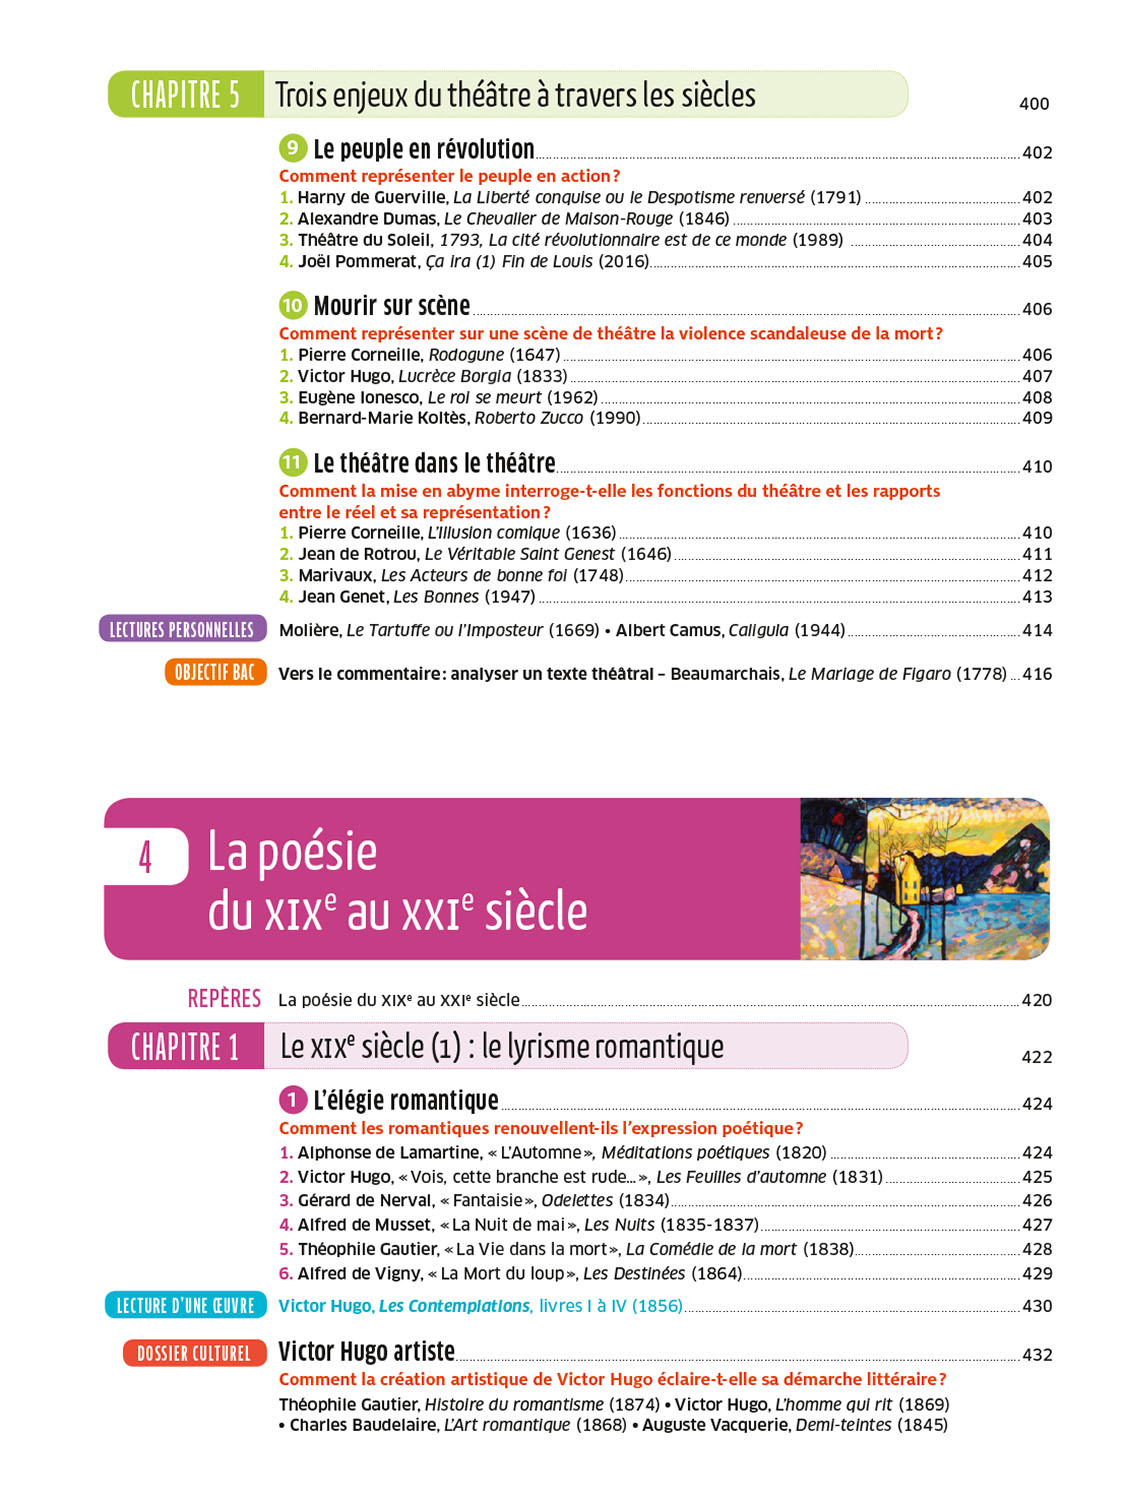 CHAPITRE 5 Trois enjeux du théâtre à travers les siècles 400
9 Le peuple en révolution 402
Comment représenter le peuple en action ?
1. Harny de Guerville, La Liberté conquise ou le Despotisme renversé (1791) 402
2. Alexandre Dumas, Le Chevalier de Maison-Rouge (1846) 403
3. Théâtre du Soleil, 1793, La cité révolutionnaire est de ce monde (1989) 404
4. Joël Pommerat, Ça ira (1) Fin de Louis (2016) 405
10 Mourir sur scène 406
Comment représenter sur une scène de théâtre la violence scandaleuse de la mort ?
1. Pierre Corneille, Rodogune (1647) 406
2. Victor Hugo, Lucrèce Borgia (1833) 407
3. Eugène Ionesco, Le roi se meurt (1962) 408
4. Bernard-Marie Koltès, Roberto Zucco (1990) 409
11 Le théâtre dans le théâtre 410
Comment la mise en abyme interroge-t-elle les fonctions du théâtre et les rapports
entre le réel et sa représentation ?
1. Pierre Corneille, L'Illusion comique (1636) 410
2. Jean de Rotrou, Le Véritable Saint Genest (1646) 411
3. Marivaux, Les Acteurs de bonne foi (1748) 412
4. Jean Genet, Les Bonnes (1947) 413
LECTURES PERSONNELLES Molière, Le Tartuffe ou l'Imposteur (1669) • Albert Camus, Caligula (1944) 414
OBJECTIF BAC Vers le commentaire : analyser un texte théâtral – Beaumarchais, Le Mariage de Figaro (1778) 416
4 La poésie
du XIXe au XXIe siècle
REPÈRES La poésie du XIXe au XXIe siècle 420
CHAPITRE 1 Le XIXe siècle (1) : le lyrisme romantique 422
1 L'élégie romantique 424
Comment les romantiques renouvellent-ils l'expression poétique ?
1. Alphonse de Lamartine, « L'Automne », Méditations poétiques (1820) 424
2. Victor Hugo, « Vois, cette branche est rude... », Les Feuilles d'automne (1831) 425
3. Gérard de Nerval, « Fantaisie », Odelettes (1834) 426
4. Alfred de Musset, « La Nuit de mai », Les Nuits (1835-1837) 427
5. Théophile Gautier, « La Vie dans la mort », La Comédie de la mort (1838) 428
6. Alfred de Vigny, « La Mort du loup », Les Destinées (1864) 429
LECTURE D'UNE ŒUVRE Victor Hugo, Les Contemplations, livres I à IV (1856) 430
DOSSIER CULTUREL Victor Hugo artiste 432
Comment la création artistique de Victor Hugo éclaire-t-elle sa démarche littéraire ?
Théophile Gautier, Histoire du romantisme (1874) • Victor Hugo, L'homme qui rit (1869)
• Charles Baudelaire, L'Art romantique (1868) • Auguste Vacquerie, Demi-teintes (1845)